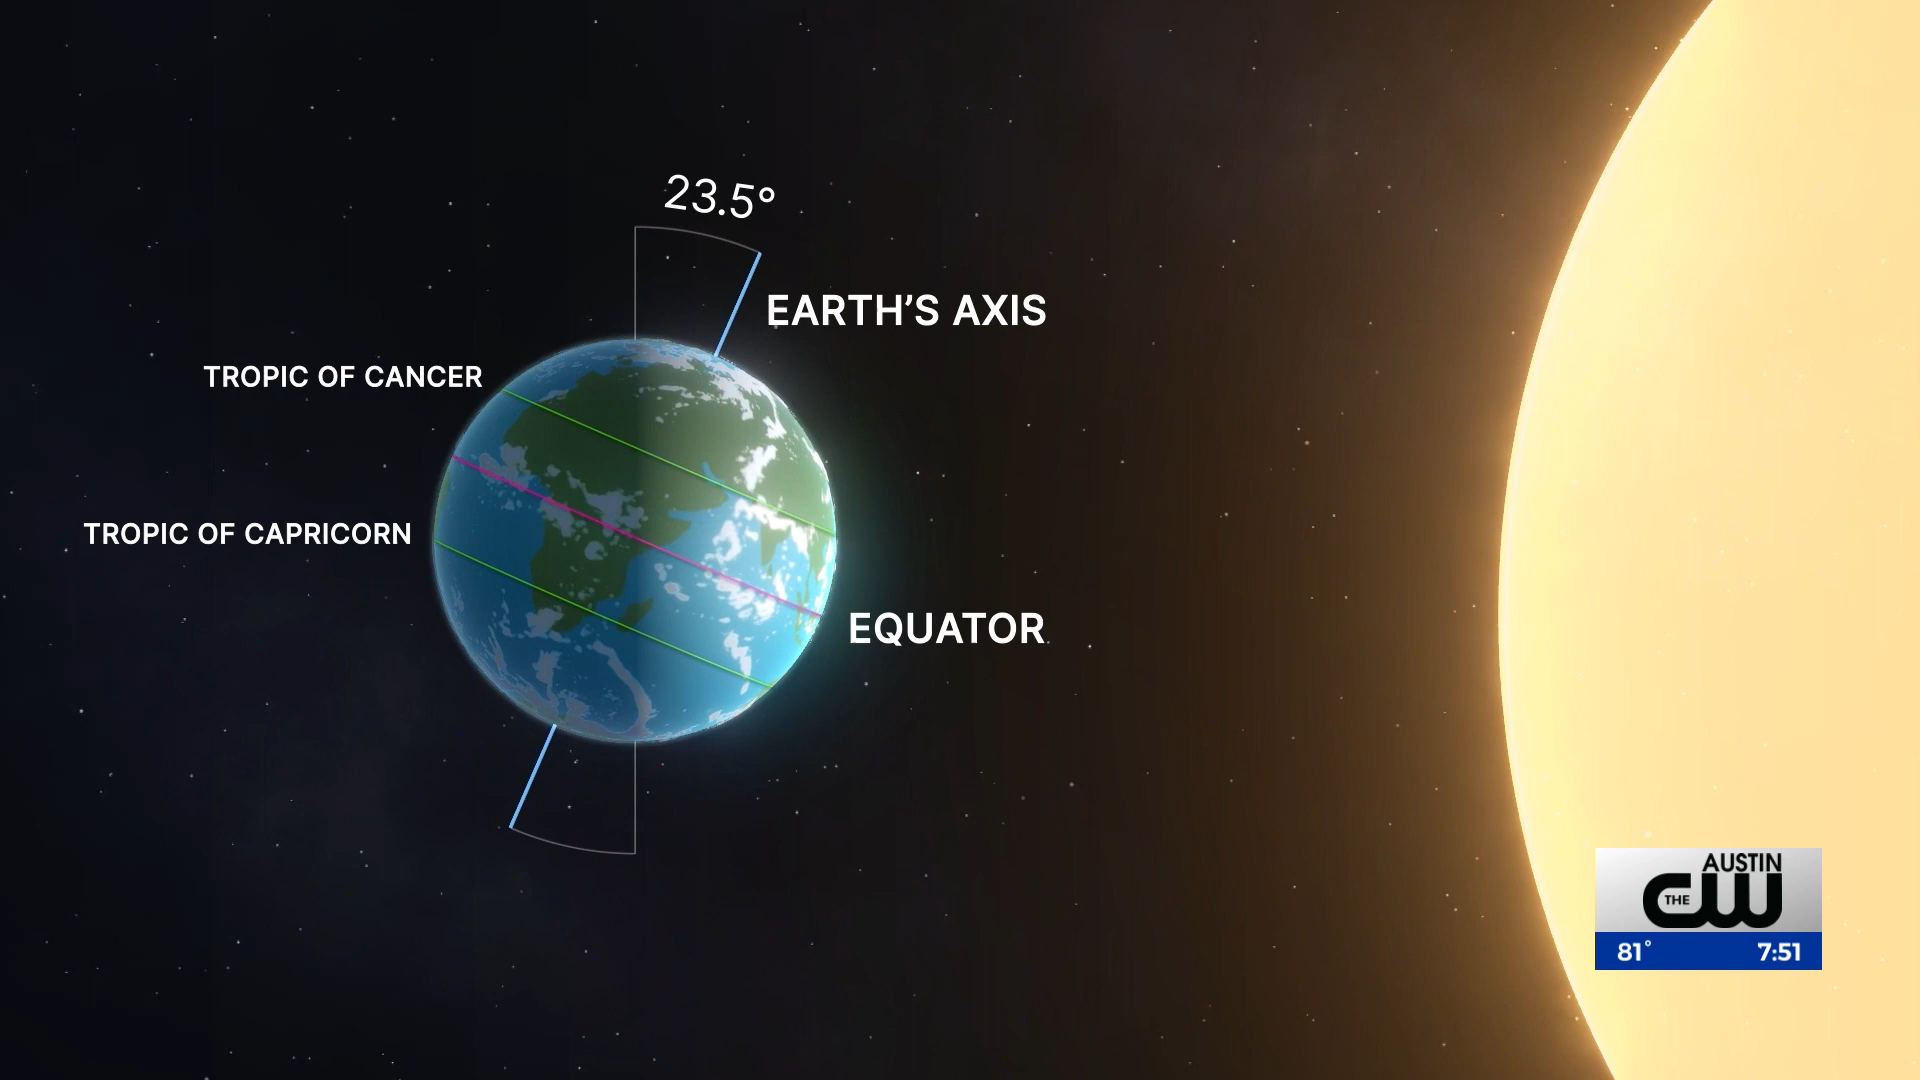 23.5°
EARTH'S AXIS
TROPIC OF CANCER
TROPIC OF CAPRICORN
EQUATOR
AUSTIN
THE CW
81° 7:51